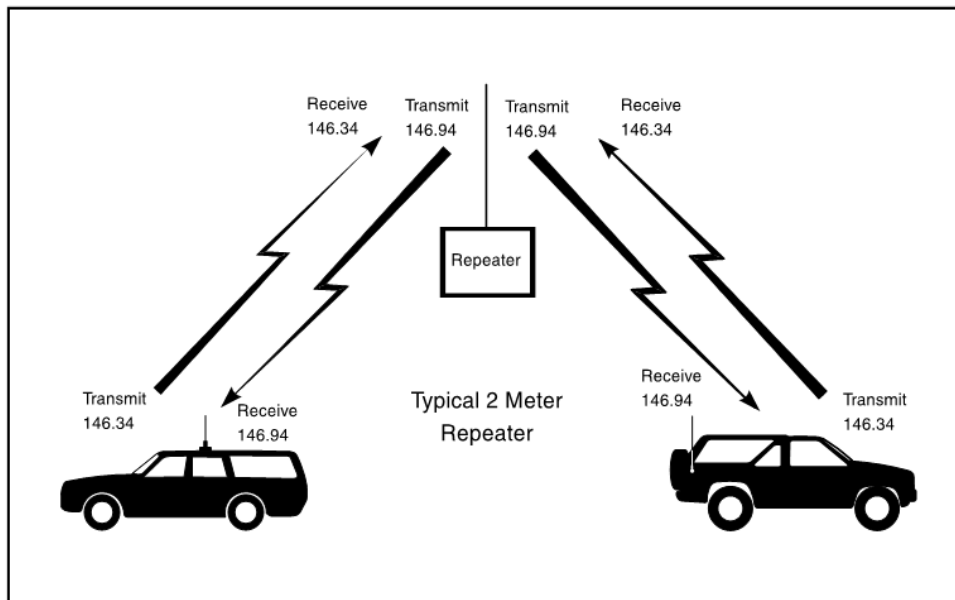 Receive
146.34
Transmit
146.94
Transmit
146.94
Receive
146.34
Repeater
Transmit
146.34
Receive
146.94
Typical 2 Meter
Repeater
Receive
146.94
Transmit
146.34